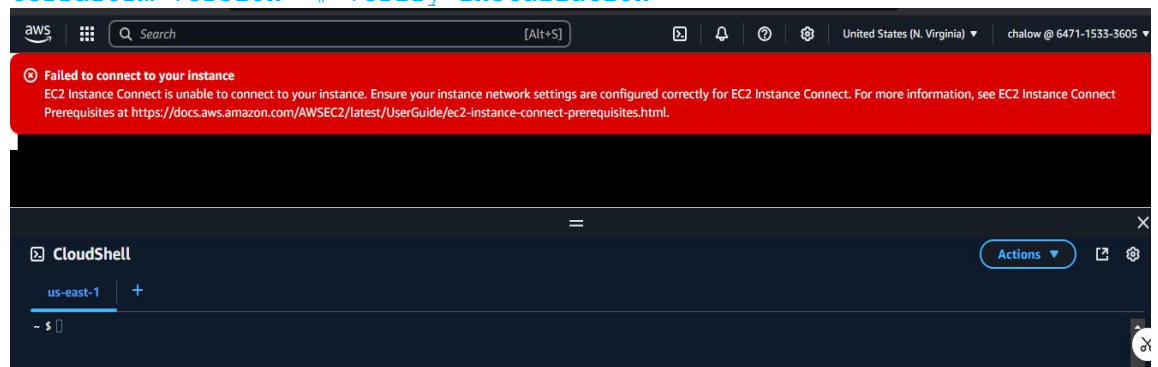 aws
Search
[Alt+S]
United States (N. Virginia)
chalow @ 6471-1533-3605
Failed to connect to your instance
EC2 Instance Connect is unable to connect to your instance. Ensure your instance network settings are configured correctly for EC2 Instance Connect. For more information, see EC2 Instance Connect
Prerequisites at https://docs.aws.amazon.com/AWSEC2/latest/UserGuide/ec2-instance-connect-prerequisites.html.
CloudShell
Actions
us-east-1
+
~ $